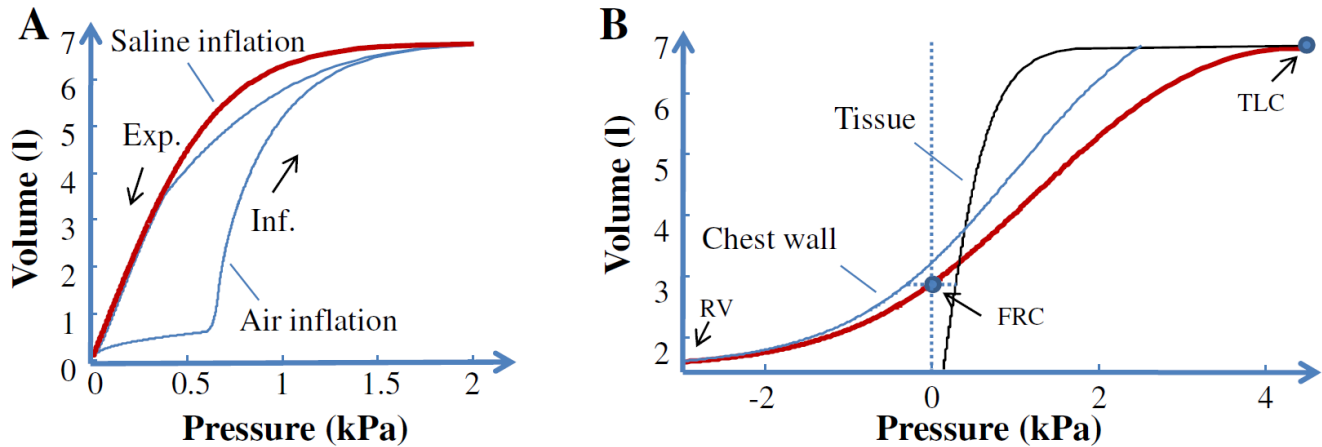 A
Saline inflation
Exp.
Inf.
Air inflation
Volume (l)
7
6
5
4
3
2
1
0
0
0.5
1
1.5
2
Pressure (kPa)
B
TLC
Tissue
Chest wall
RV
FRC
Volume (l)
7
6
5
4
3
2
-2
0
2
4
Pressure (kPa)